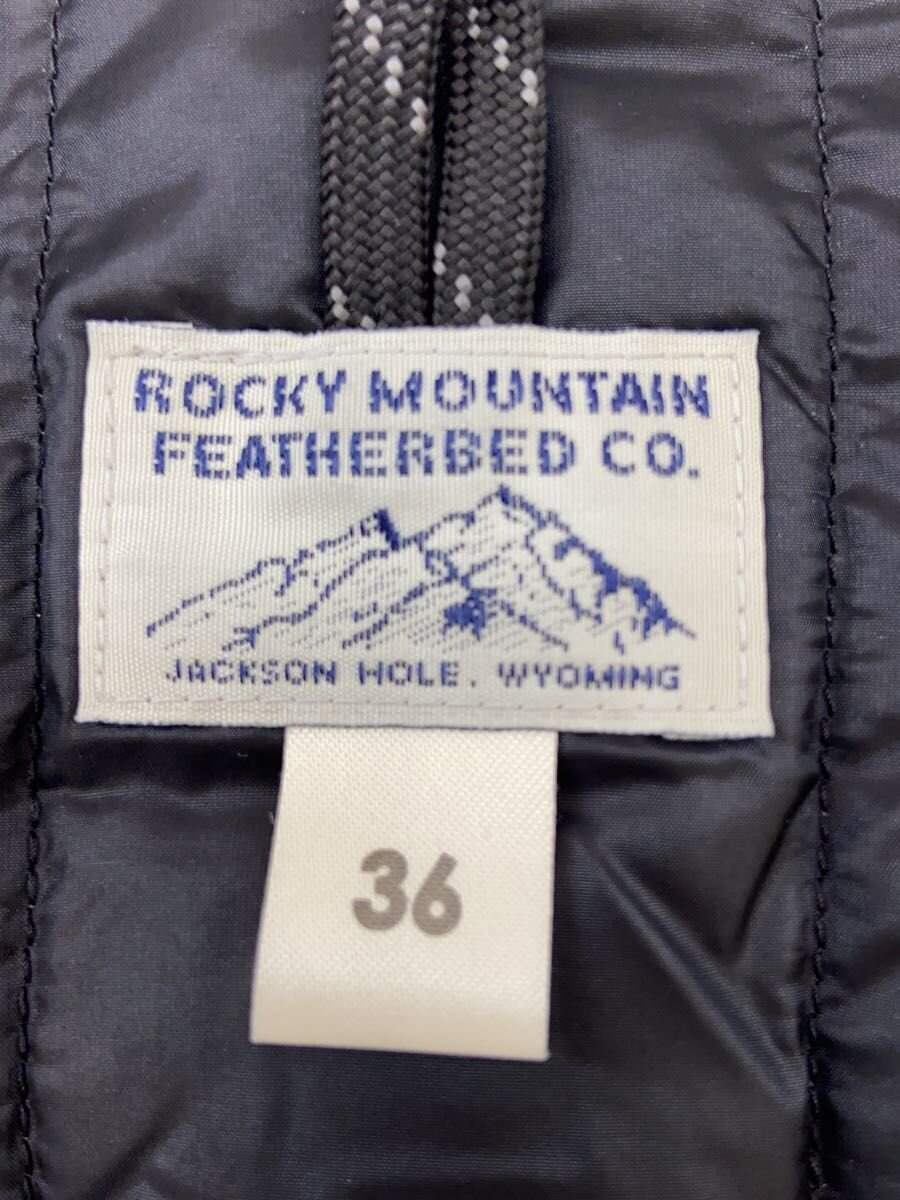 ROCKY MOUNTAIN
FEATHERBED CO.
JACKSON HOLE, WYOMING
36